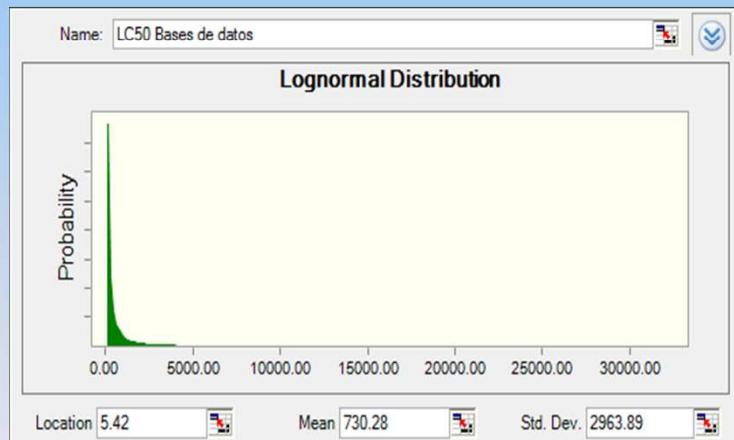 Name: LC50 Bases de datos
Lognormal Distribution
Probability
0.00 5000.00 10000.00 15000.00 20000.00 25000.00 30000.00
Location 5.42 Mean 730.28 Std. Dev. 2963.89